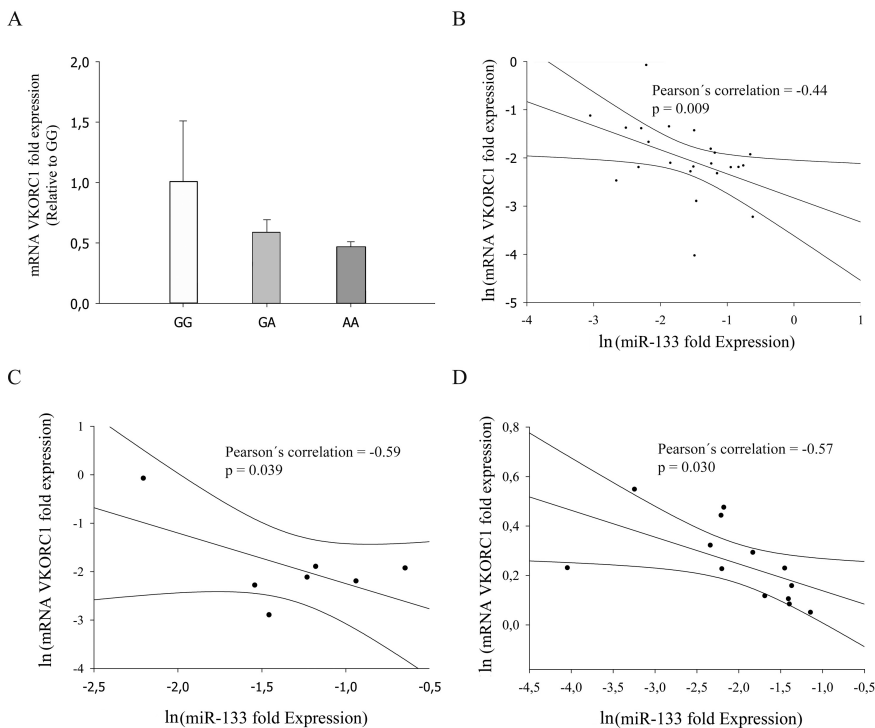 A
mRNA VKORC1 fold expression
(Relative to GG)
2,0
1,5
1,0
0,5
0,0
GG GA AA
B
ln (mRNA VKORC1 fold expression)
0
-1
-2
-3
-4
-5
Pearson´s correlation = -0.44
p = 0.009
-4 -3 -2 -1 0 1
ln (miR-133 fold Expression)
C
ln (mRNA VKORC1 fold expression)
1
0
-1
-2
-3
-4
Pearson´s correlation = -0.59
p = 0.039
-2,5 -2,0 -1,5 -1,0 -0,5
ln (miR-133 fold Expression)
D
ln (mRNA VKORC1 fold expression)
0,8
0,6
0,4
0,2
0,0
Pearson´s correlation = -0.57
p = 0.030
-4,5 -4,0 -3,5 -3,0 -2,5 -2,0 -1,5 -1,0 -0,5
ln (miR-133 fold Expression)